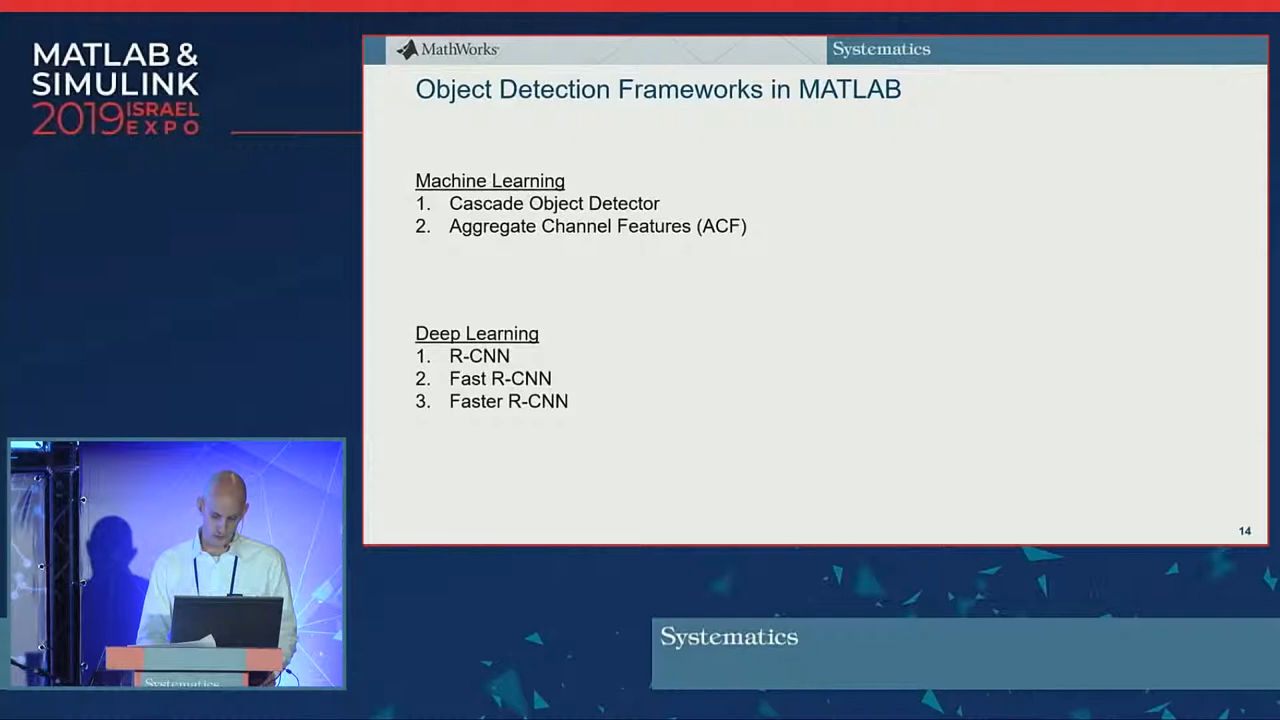 MATLAB &
SIMULINK
2019 ISRAEL EXPO
MathWorks
Systematics
Object Detection Frameworks in MATLAB
Machine Learning
1. Cascade Object Detector
2. Aggregate Channel Features (ACF)
Deep Learning
1. R-CNN
2. Fast R-CNN
3. Faster R-CNN
14
Systematics
Systematics